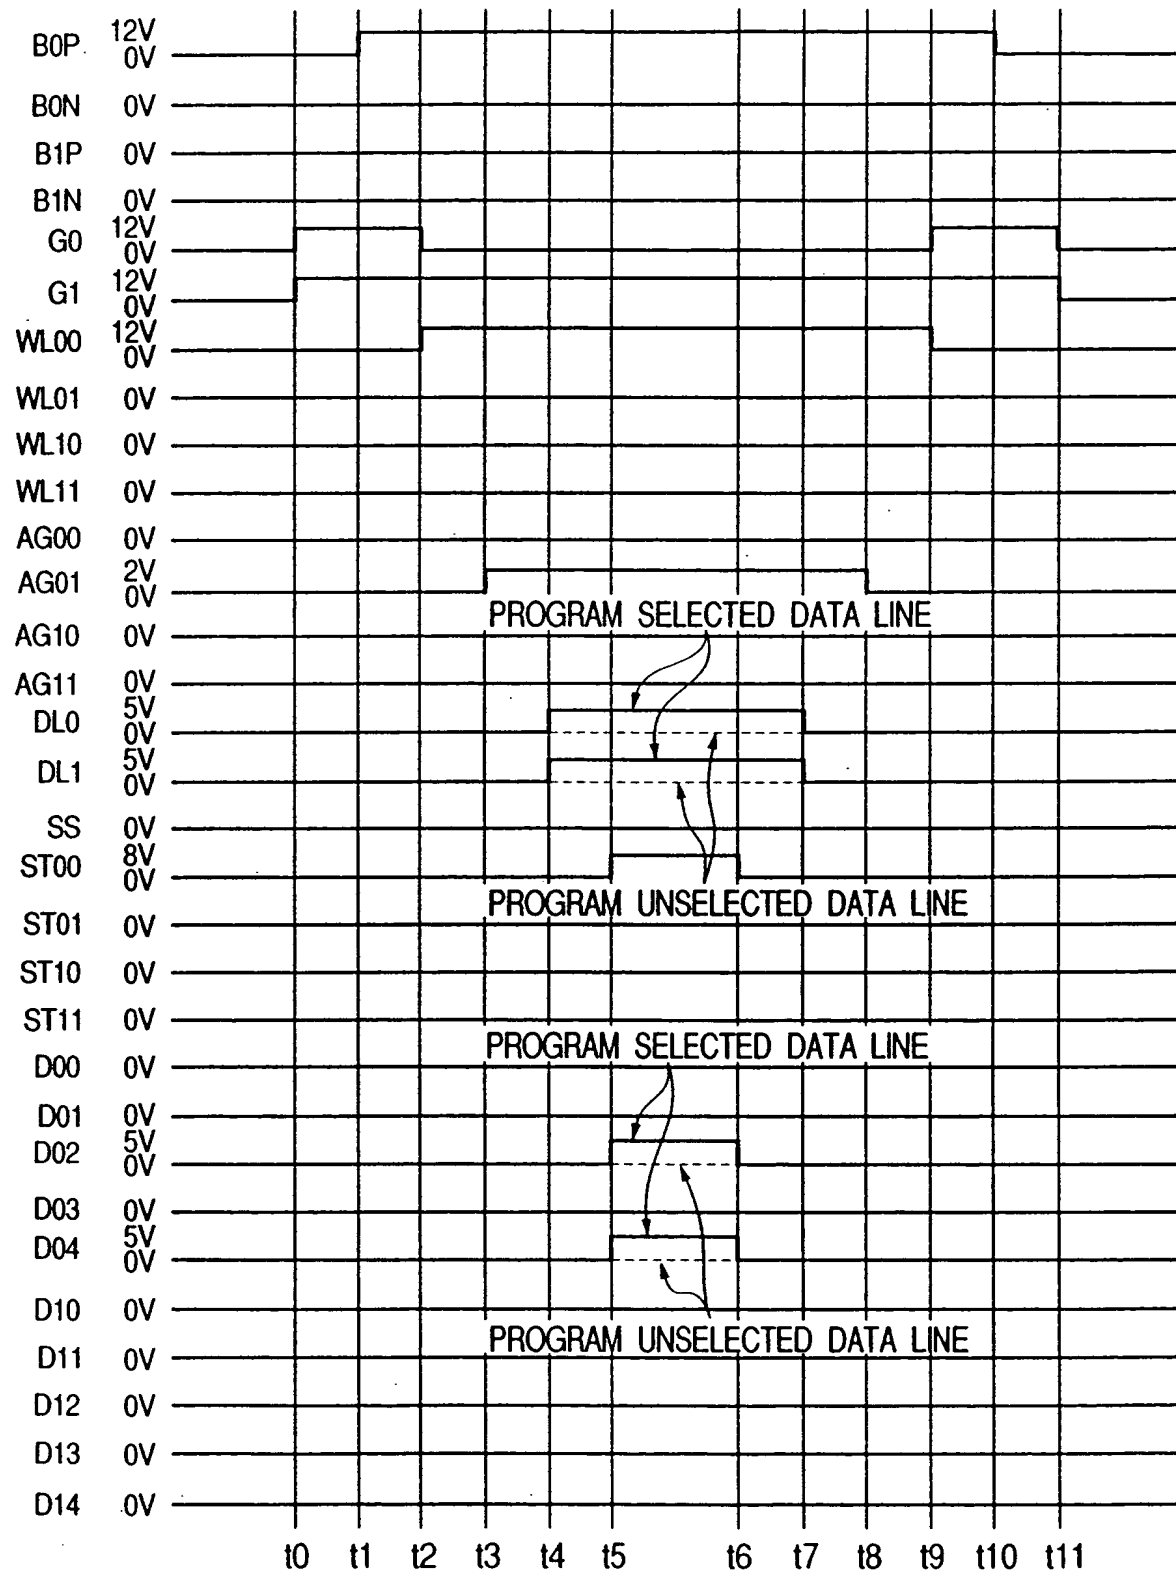 B0P 12V
0V
B0N 0V
B1P 0V
B1N 0V
G0 12V
0V
G1 12V
0V
WL00 12V
0V
WL01 0V
WL10 0V
WL11 0V
AG00 0V
AG01 2V
0V
PROGRAM SELECTED DATA LINE
AG10 0V
AG11 0V
DL0 5V
0V
DL1 5V
0V
SS 0V
ST00 8V
0V
PROGRAM UNSELECTED DATA LINE
ST01 0V
ST10 0V
ST11 0V
PROGRAM SELECTED DATA LINE
D00 0V
D01 0V
D02 5V
0V
D03 0V
D04 5V
0V
D10 0V
PROGRAM UNSELECTED DATA LINE
D11 0V
D12 0V
D13 0V
D14 0V
t0 t1 t2 t3 t4 t5 t6 t7 t8 t9 t10 t11